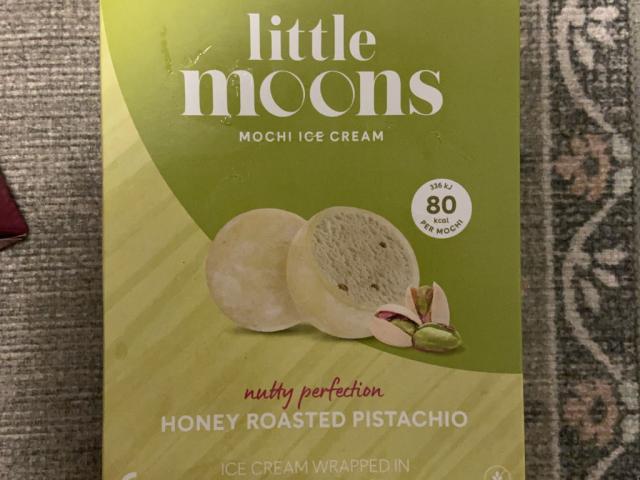 little
moons
MOCHI ICE CREAM
336 kJ
80
kcal
PER MOCHI
nutty perfection
HONEY ROASTED PISTACHIO
ICE CREAM WRAPPED IN